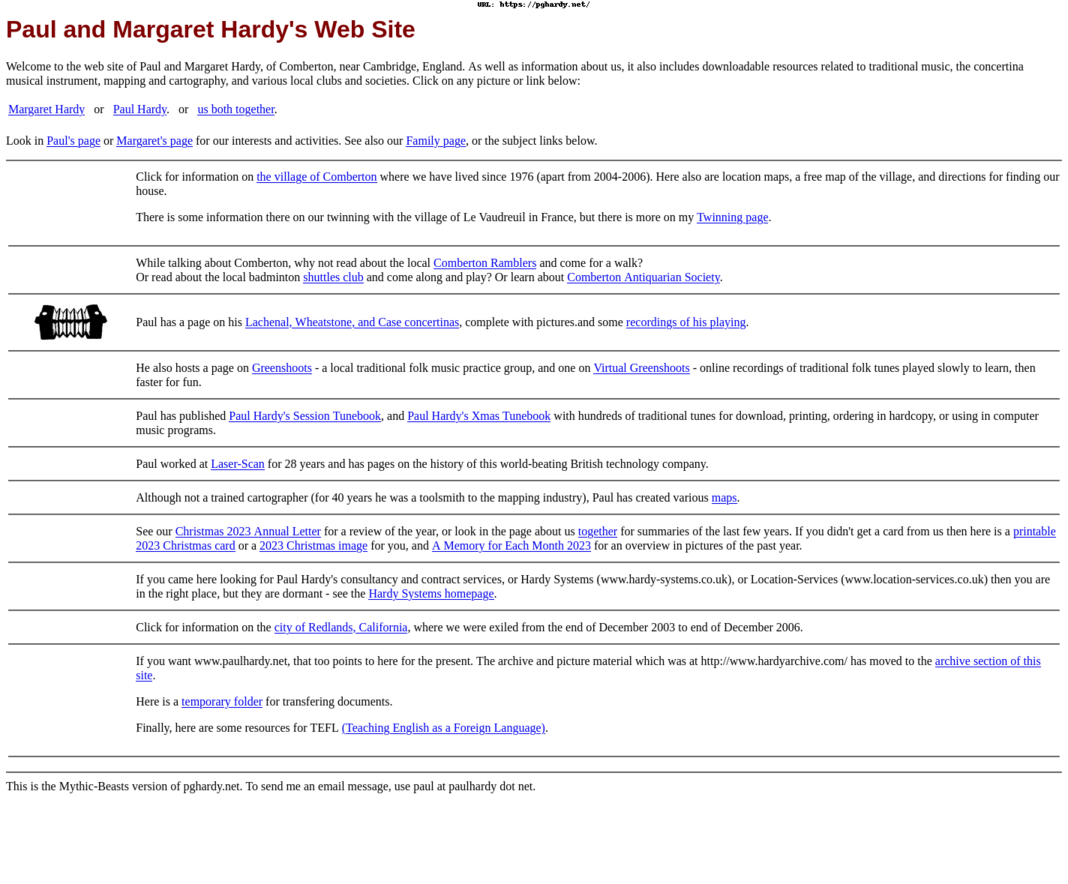 URL: https://pghardy.net/
Paul and Margaret Hardy's Web Site
Welcome to the web site of Paul and Margaret Hardy, of Comberton, near Cambridge, England. As well as information about us, it also includes downloadable resources related to traditional music, the concertina
musical instrument, mapping and cartography, and various local clubs and societies. Click on any picture or link below:
Margaret Hardy or Paul Hardy. or us both together.
Look in Paul's page or Margaret's page for our interests and activities. See also our Family page, or the subject links below.
Click for information on the village of Comberton where we have lived since 1976 (apart from 2004-2006). Here also are location maps, a free map of the village, and directions for finding our
house.
There is some information there on our twinning with the village of Le Vaudreuil in France, but there is more on my Twinning page.
While talking about Comberton, why not read about the local Comberton Ramblers and come for a walk?
Or read about the local badminton shuttles club and come along and play? Or learn about Comberton Antiquarian Society.
Paul has a page on his Lachenal, Wheatstone, and Case concertinas, complete with pictures.and some recordings of his playing.
He also hosts a page on Greenshoots - a local traditional folk music practice group, and one on Virtual Greenshoots - online recordings of traditional folk tunes played slowly to learn, then
faster for fun.
Paul has published Paul Hardy's Session Tunebook, and Paul Hardy's Xmas Tunebook with hundreds of traditional tunes for download, printing, ordering in hardcopy, or using in computer
music programs.
Paul worked at Laser-Scan for 28 years and has pages on the history of this world-beating British technology company.
Although not a trained cartographer (for 40 years he was a toolsmith to the mapping industry), Paul has created various maps.
See our Christmas 2023 Annual Letter for a review of the year, or look in the page about us together for summaries of the last few years. If you didn't get a card from us then here is a printable
2023 Christmas card or a 2023 Christmas image for you, and A Memory for Each Month 2023 for an overview in pictures of the past year.
If you came here looking for Paul Hardy's consultancy and contract services, or Hardy Systems (www.hardy-systems.co.uk), or Location-Services (www.location-services.co.uk) then you are
in the right place, but they are dormant - see the Hardy Systems homepage.
Click for information on the city of Redlands, California, where we were exiled from the end of December 2003 to end of December 2006.
If you want www.paulhardy.net, that too points to here for the present. The archive and picture material which was at http://www.hardyarchive.com/ has moved to the archive section of this
site.
Here is a temporary folder for transfering documents.
Finally, here are some resources for TEFL (Teaching English as a Foreign Language).
This is the Mythic-Beasts version of pghardy.net. To send me an email message, use paul at paulhardy dot net.